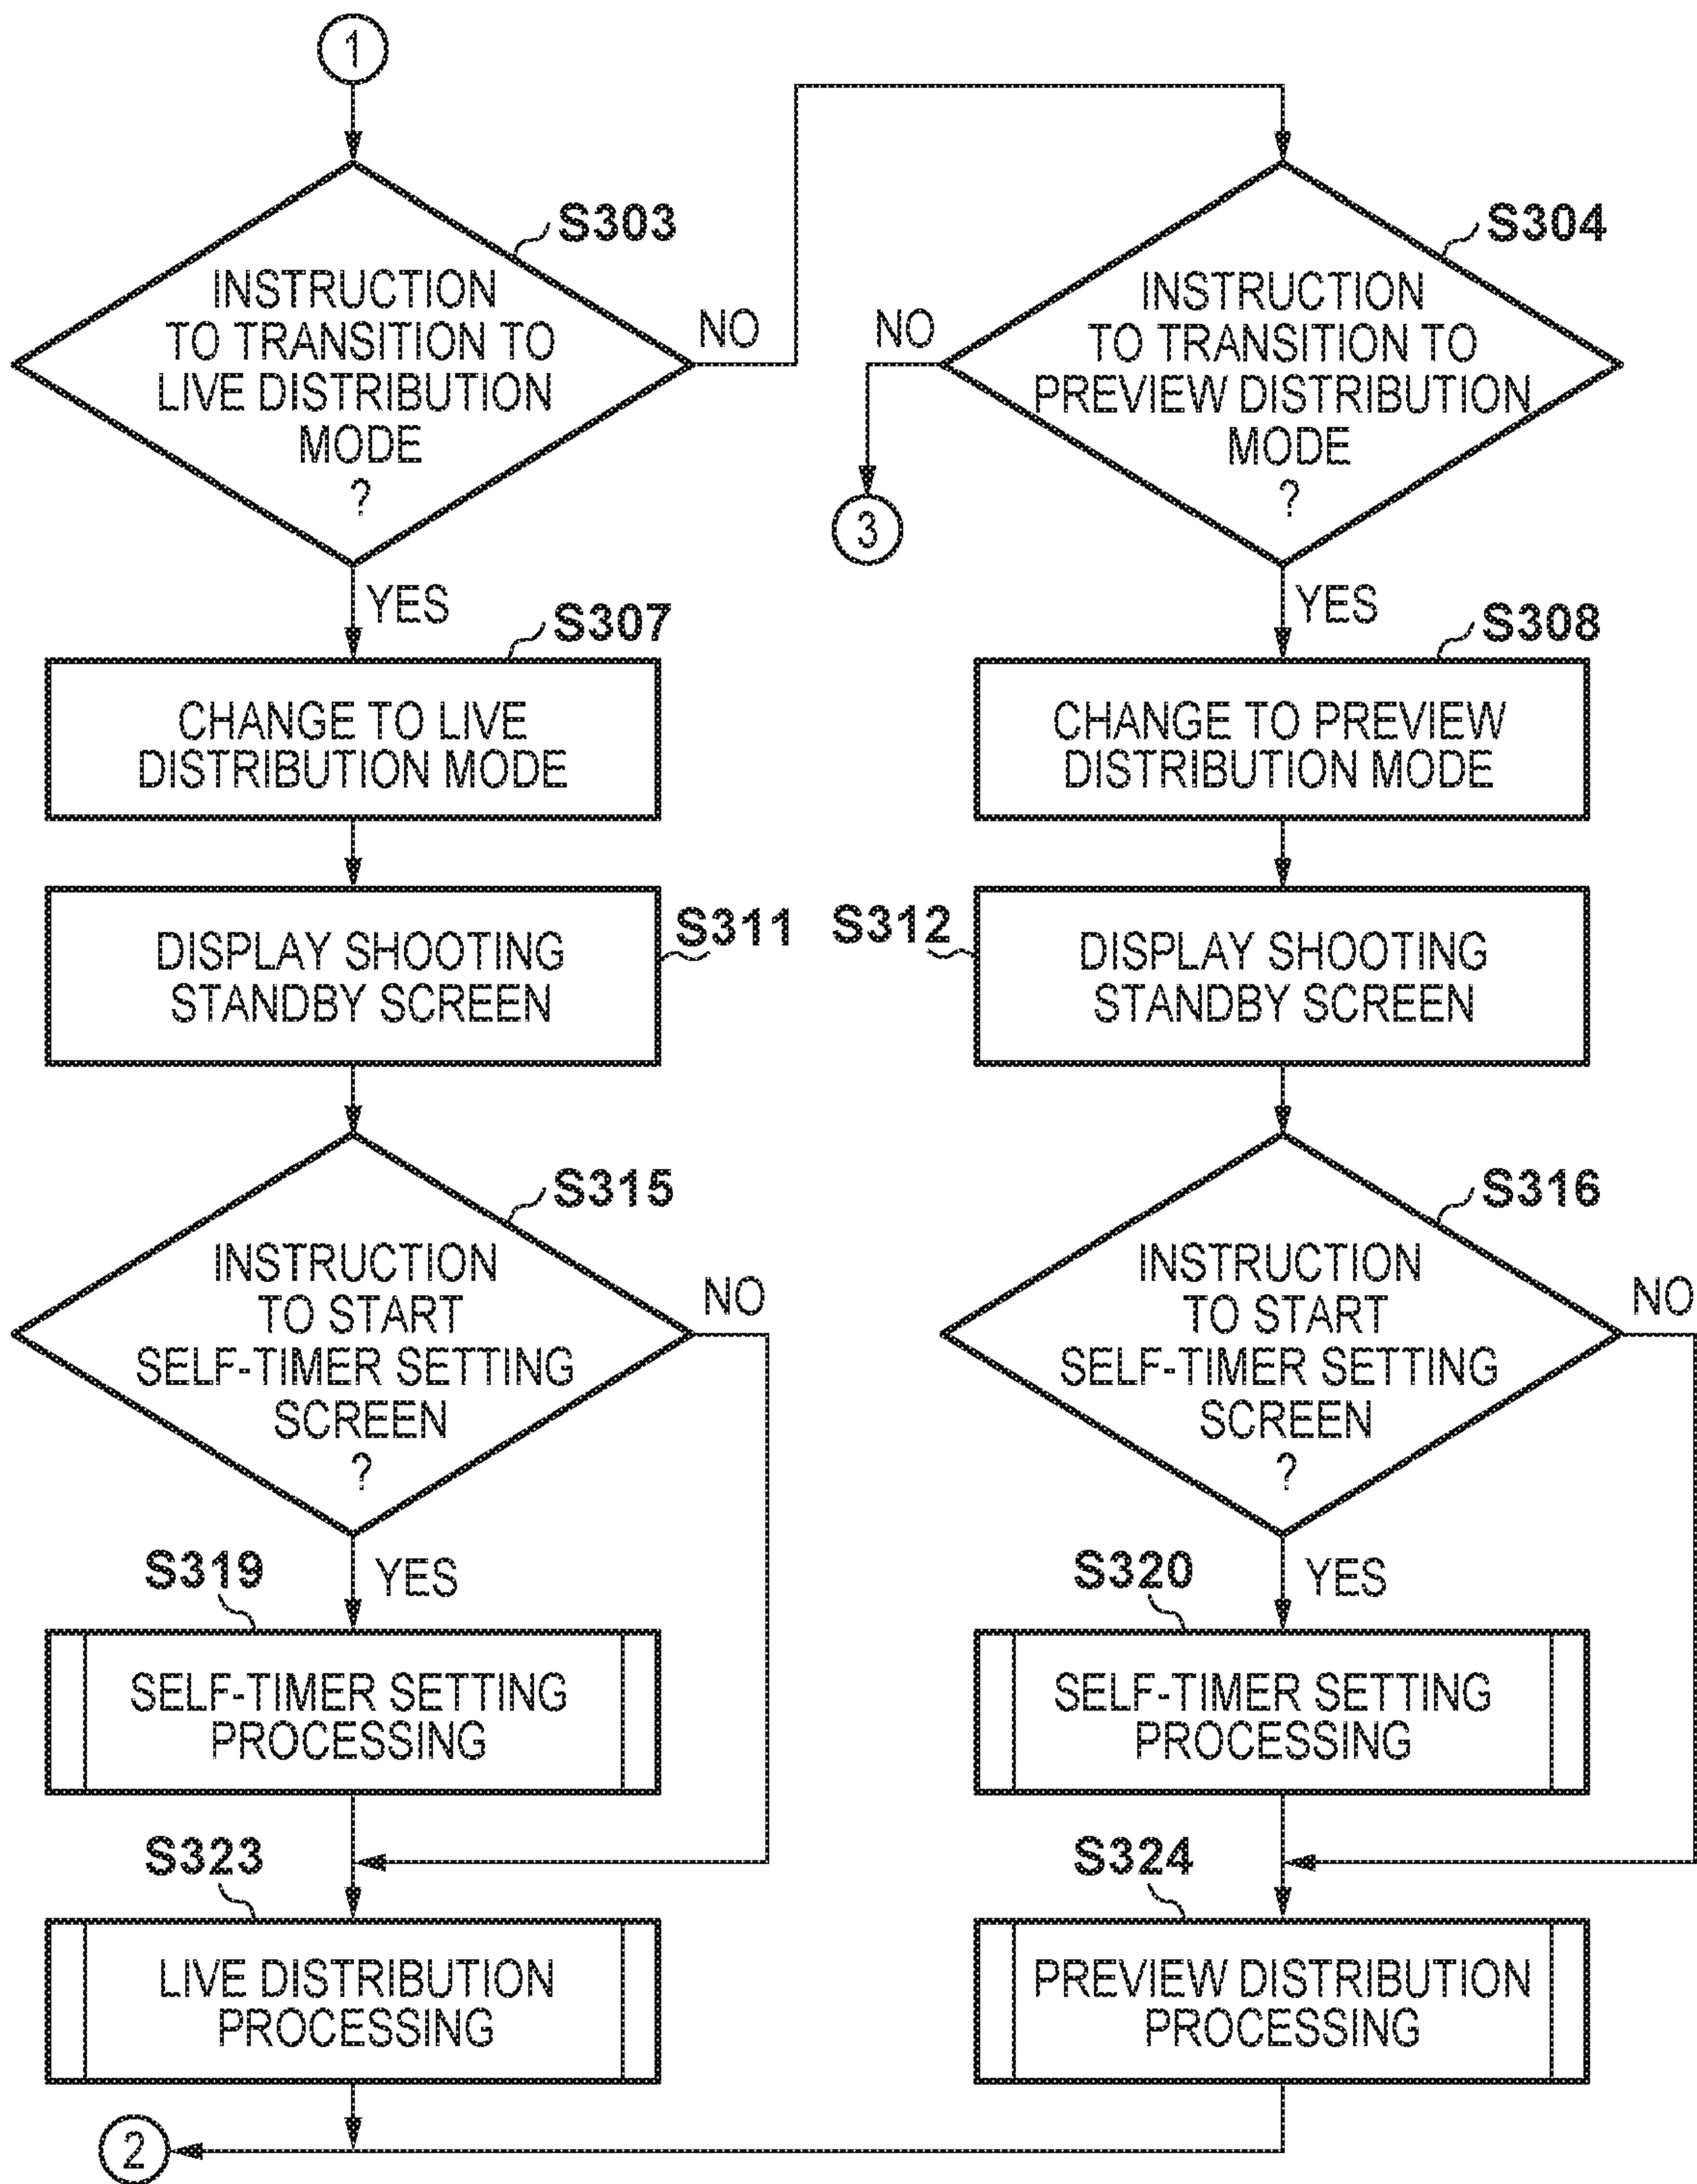 1
S303
INSTRUCTION
TO TRANSITION TO
LIVE DISTRIBUTION
MODE
?
NO
YES
S307
CHANGE TO LIVE
DISTRIBUTION MODE
S311
DISPLAY SHOOTING
STANDBY SCREEN
S315
INSTRUCTION
TO START
SELF-TIMER SETTING
SCREEN
?
NO
YES
S319
SELF-TIMER SETTING
PROCESSING
S323
LIVE DISTRIBUTION
PROCESSING
2
S304
INSTRUCTION
TO TRANSITION TO
PREVIEW DISTRIBUTION
MODE
?
NO
3
YES
S308
CHANGE TO PREVIEW
DISTRIBUTION MODE
S312
DISPLAY SHOOTING
STANDBY SCREEN
S316
INSTRUCTION
TO START
SELF-TIMER SETTING
SCREEN
?
NO
YES
S320
SELF-TIMER SETTING
PROCESSING
S324
PREVIEW DISTRIBUTION
PROCESSING